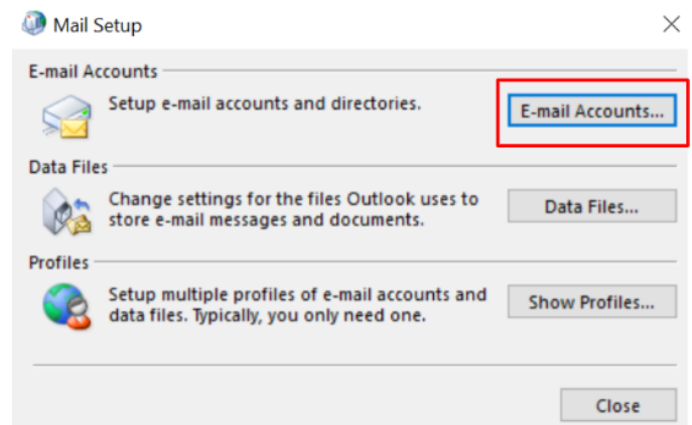 Mail Setup
E-mail Accounts
Setup e-mail accounts and directories.
E-mail Accounts...
Data Files
Change settings for the files Outlook uses to
store e-mail messages and documents.
Data Files...
Profiles
Setup multiple profiles of e-mail accounts and
data files. Typically, you only need one.
Show Profiles...
Close